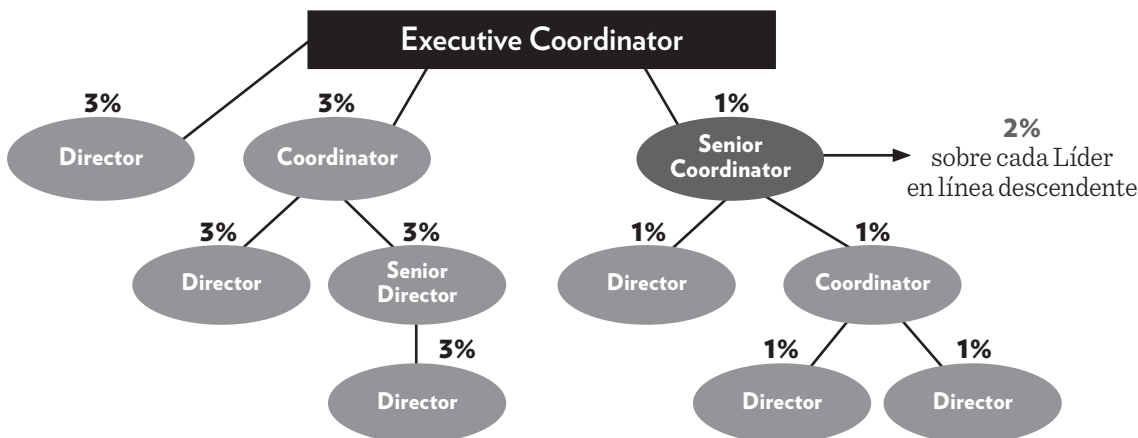 Executive Coordinator
3%
3%
1%
Director
Coordinator
Senior
Coordinator
2%
sobre cada Líder
en línea descendente
3%
3%
1%
1%
Director
Senior
Director
Director
Coordinator
3%
1%
1%
Director
Director
Director